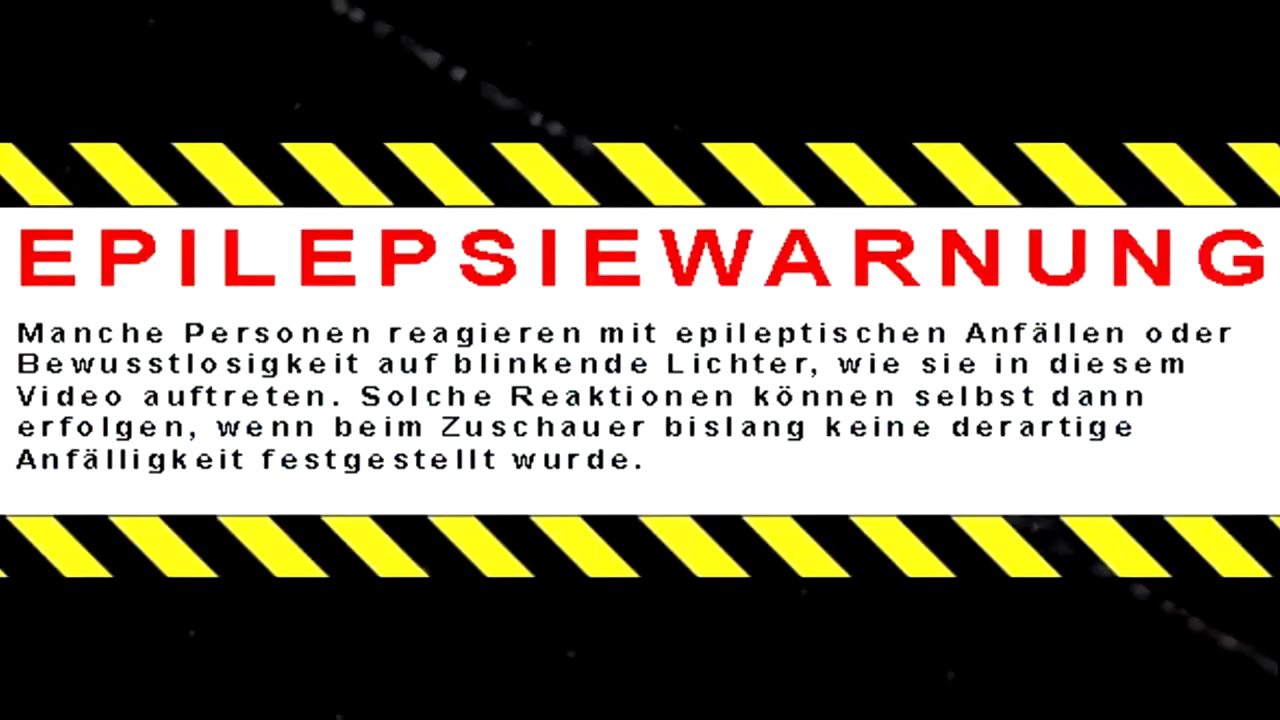 EPILEPSIEWARNUNG
Manche Personen reagieren mit epileptischen Anfällen oder
Bewusstlosigkeit auf blinkende Lichter, wie sie in diesem
Video auftreten. Solche Reaktionen können selbst dann
erfolgen, wenn beim Zuschauer bislang keine derartige
Anfälligkeit festgestellt wurde.